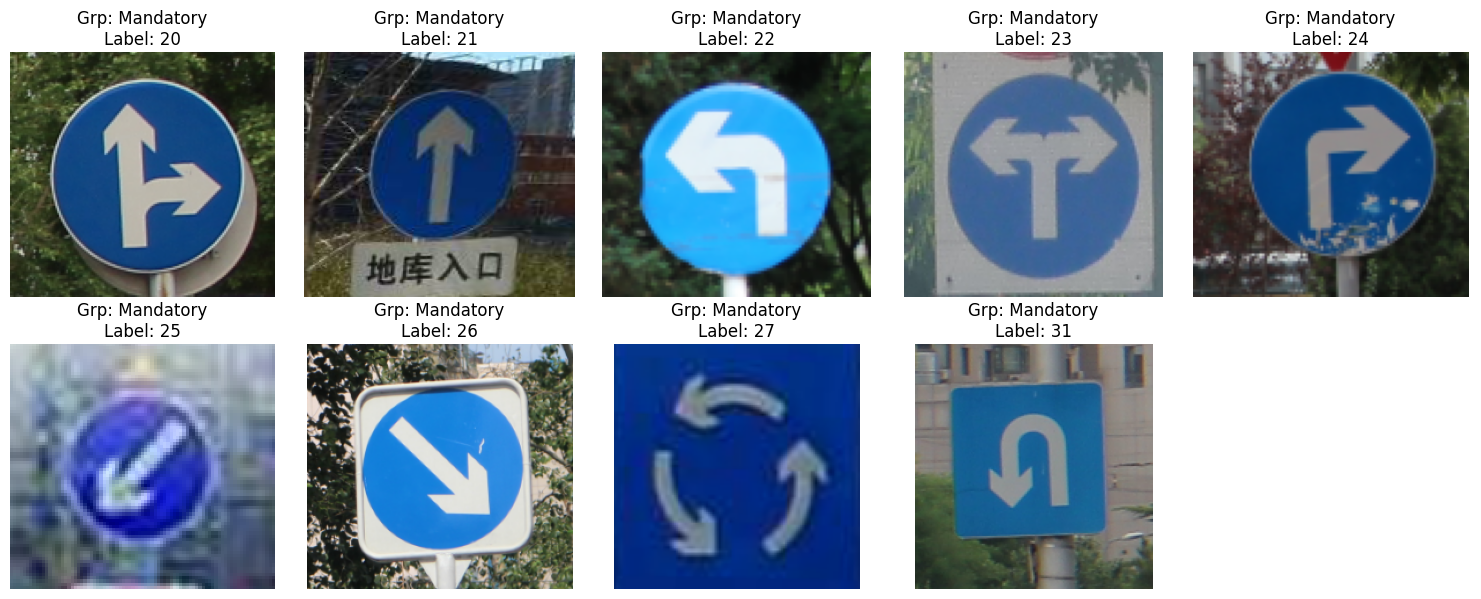 Grp: Mandatory
Label: 20
Grp: Mandatory
Label: 21
Grp: Mandatory
Label: 22
Grp: Mandatory
Label: 23
Grp: Mandatory
Label: 24
地库入口
Grp: Mandatory
Label: 25
Grp: Mandatory
Label: 26
Grp: Mandatory
Label: 27
Grp: Mandatory
Label: 31